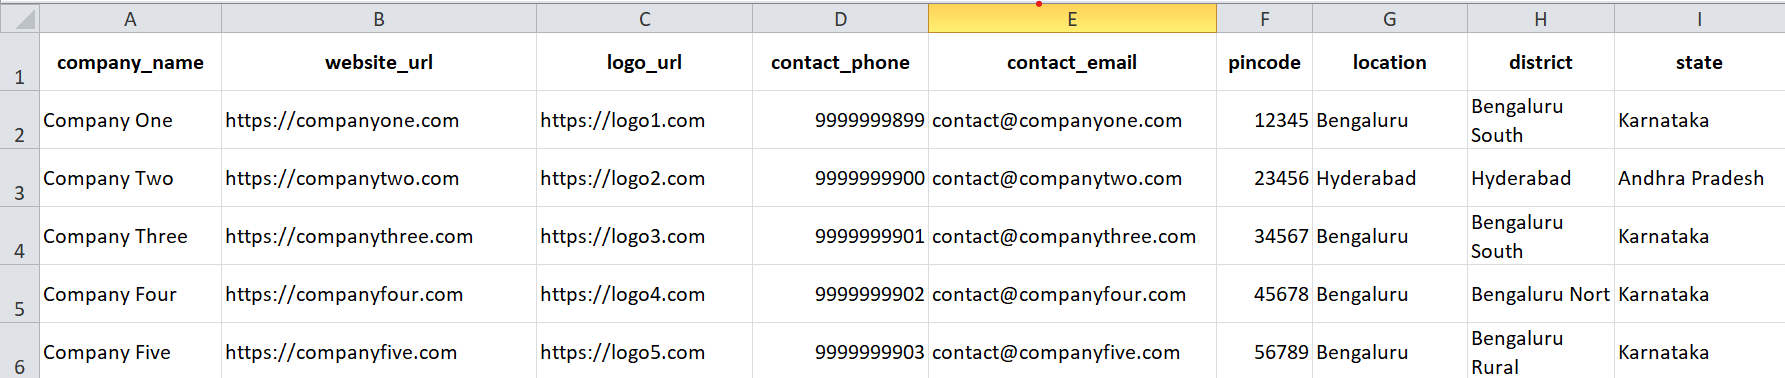 A B C D E F G H I
1 company_name website_url logo_url contact_phone contact_email pincode location district state
2 Company One https://companyone.com https://logo1.com 9999999899 contact@companyone.com 12345 Bengaluru Bengaluru South Karnataka
3 Company Two https://companytwo.com https://logo2.com 9999999900 contact@companytwo.com 23456 Hyderabad Hyderabad Andhra Pradesh
4 Company Three https://companythree.com https://logo3.com 9999999901 contact@companythree.com 34567 Bengaluru Bengaluru South Karnataka
5 Company Four https://companyfour.com https://logo4.com 9999999902 contact@companyfour.com 45678 Bengaluru Bengaluru Nort Karnataka
6 Company Five https://companyfive.com https://logo5.com 9999999903 contact@companyfive.com 56789 Bengaluru Bengaluru Rural Karnataka